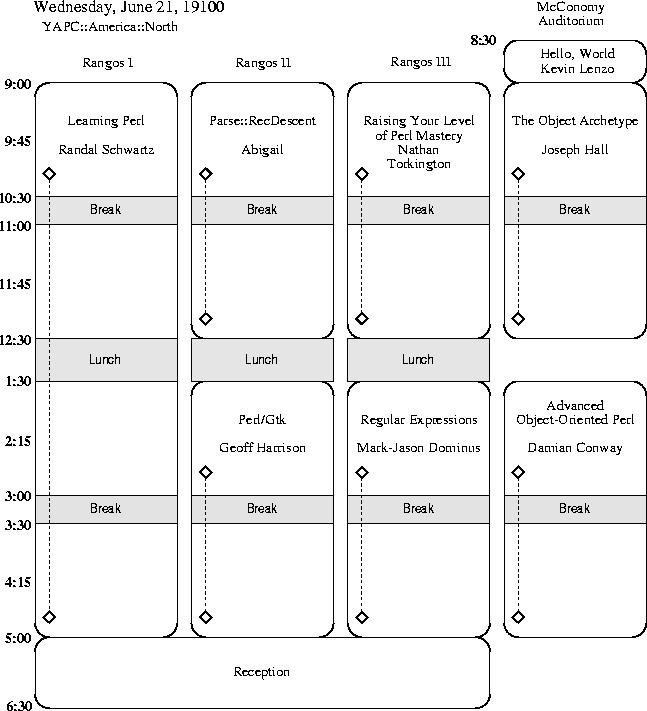 Wednesday, June 21, 19100
YAPC::America::North
McConomy
Auditorium
8:30
Hello, World
Kevin Lenzo
Rangos I
Rangos II
Rangos III
9:00
Learning Perl
Randal Schwartz
Parse::RecDescent
Abigail
Raising Your Level
of Perl Mastery
Nathan
Torkington
The Object Archetype
Joseph Hall
9:45
10:30
Break
Break
Break
Break
11:00
11:45
12:30
Lunch
Lunch
Lunch
1:30
Perl/Gtk
Geoff Harrison
Regular Expressions
Mark-Jason Dominus
Advanced
Object-Oriented Perl
Damian Conway
2:15
3:00
Break
Break
Break
Break
3:30
4:15
5:00
Reception
6:30